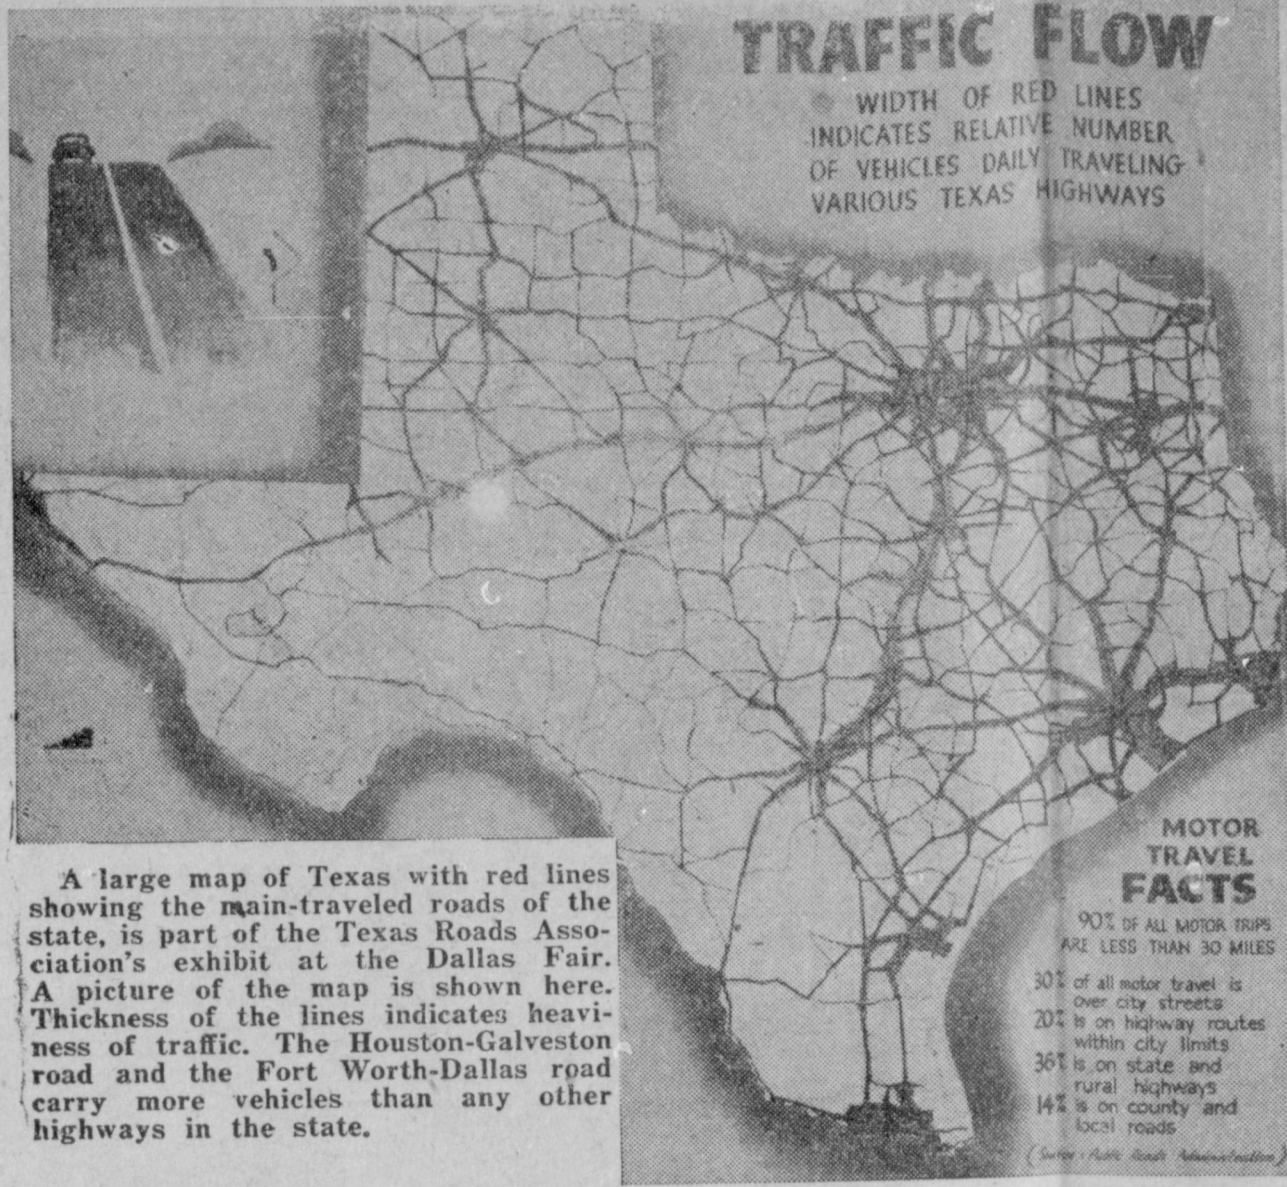 TRAFFIC FLOW
WIDTH OF RED LINES
INDICATES RELATIVE NUMBER
OF VEHICLES DAILY TRAVELING
VARIOUS TEXAS HIGHWAYS
A large map of Texas with red lines
showing the main-traveled roads of the
state, is part of the Texas Roads Asso-
ciation's exhibit at the Dallas Fair.
A picture of the map is shown here.
Thickness of the lines indicates heavi-
ness of traffic. The Houston-Galveston
road and the Fort Worth-Dallas road
carry more vehicles than any other
highways in the state.
MOTOR
TRAVEL
FACTS
90% OF ALL MOTOR TRIPS
ARE LESS THAN 30 MILES
30% of all motor travel is
over city streets
20% is on highway routes
within city limits
36% is on state and
rural highways
14% is on county and
local roads
(Source: Public Roads Administration)